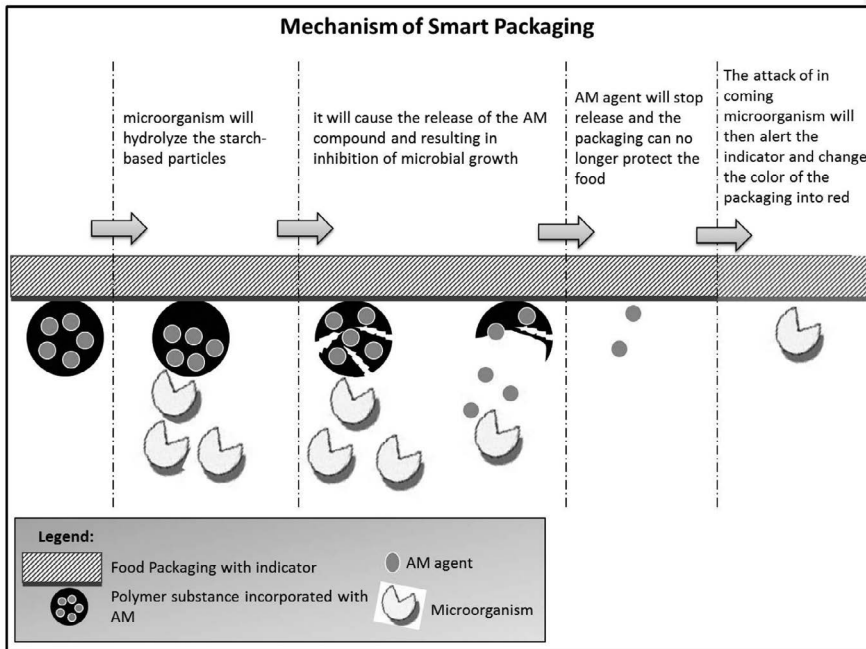 Mechanism of Smart Packaging
microorganism will
hydrolyze the starch-
based particles
it will cause the release of the AM
compound and resulting in
inhibition of microbial growth
AM agent will stop
release and the
packaging can no
longer protect the
food
The attack of in
coming
microorganism will
then alert the
indicator and change
the color of the
packaging into red
Legend:
Food Packaging with indicator
Polymer substance incorporated with
AM
AM agent
Microorganism